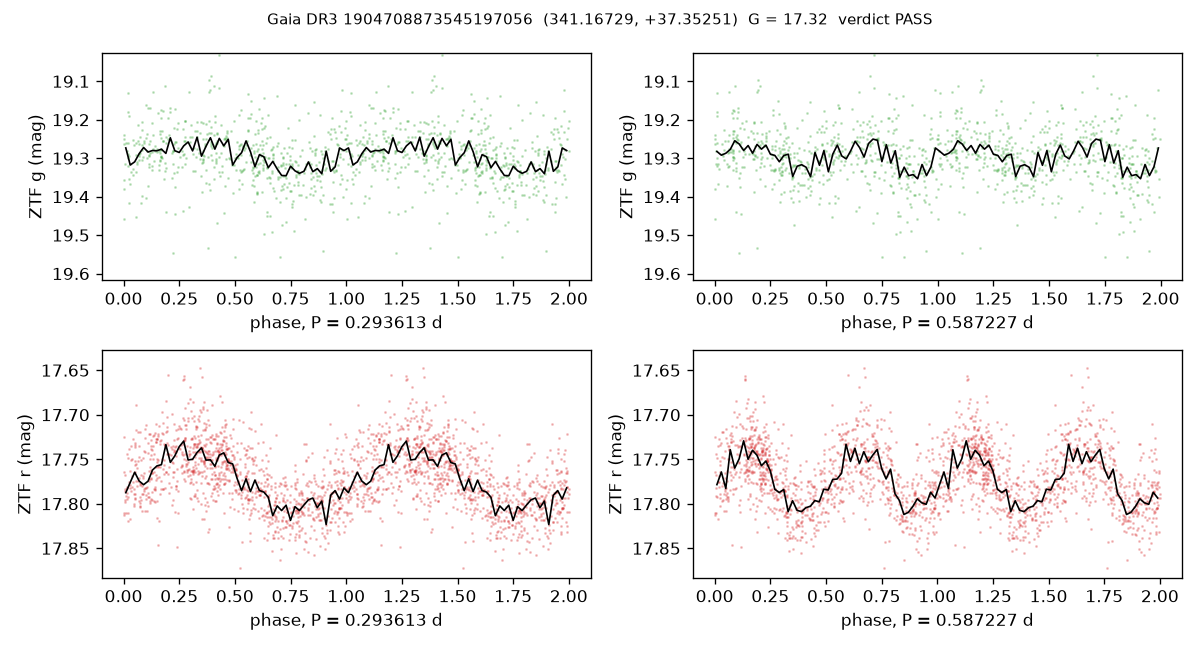 Gaia DR3 1904708873545197056 (341.16729, +37.35251) G = 17.32 verdict PASS
ZTF g (mag)
19.1
19.2
19.3
19.4
19.5
19.6
0.00 0.25 0.50 0.75 1.00 1.25 1.50 1.75 2.00
phase, P = 0.293613 d
ZTF g (mag)
19.1
19.2
19.3
19.4
19.5
19.6
0.00 0.25 0.50 0.75 1.00 1.25 1.50 1.75 2.00
phase, P = 0.587227 d
ZTF r (mag)
17.65
17.70
17.75
17.80
17.85
0.00 0.25 0.50 0.75 1.00 1.25 1.50 1.75 2.00
phase, P = 0.293613 d
ZTF r (mag)
17.65
17.70
17.75
17.80
17.85
0.00 0.25 0.50 0.75 1.00 1.25 1.50 1.75 2.00
phase, P = 0.587227 d